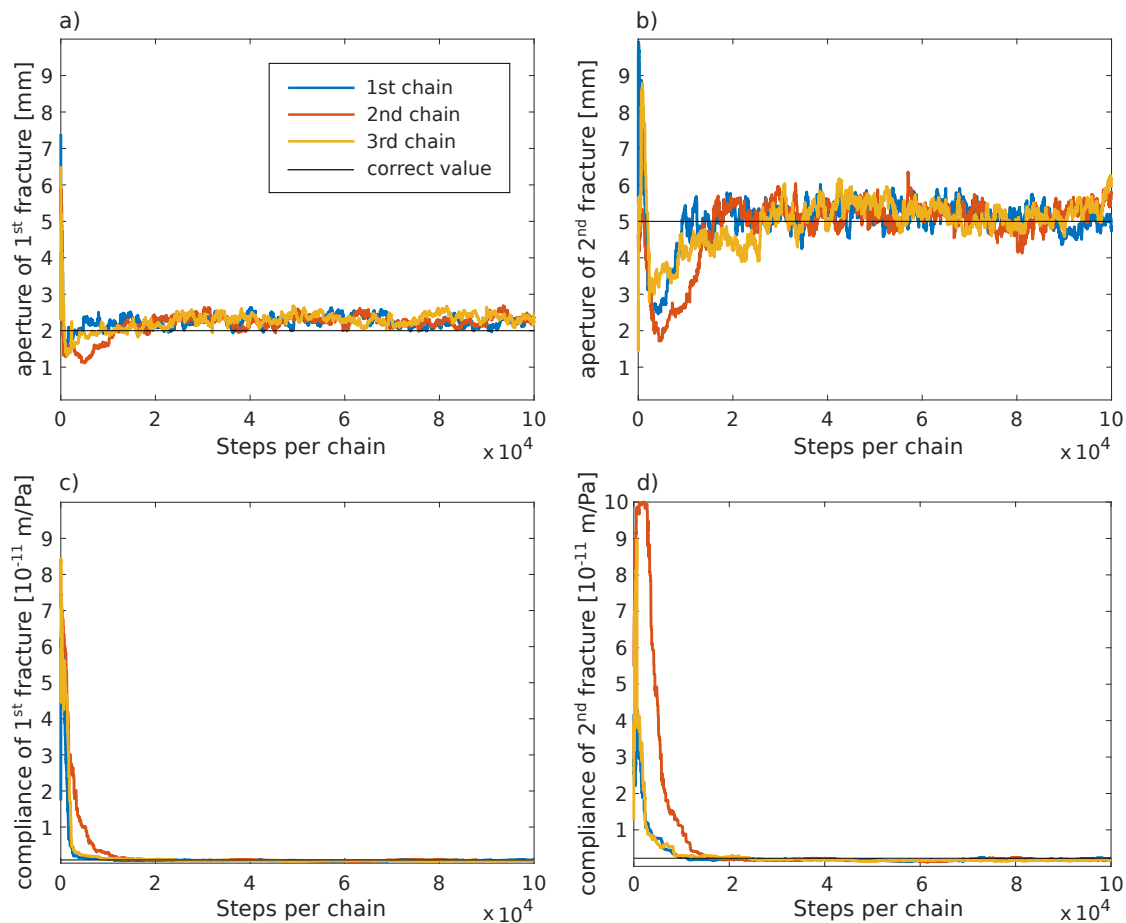 a)
aperture of 1st fracture [mm]
9
8
7
6
5
4
3
2
1
1st chain
2nd chain
3rd chain
correct value
0 2 4 6 8 10
Steps per chain
x 10^4
b)
aperture of 2nd fracture [mm]
9
8
7
6
5
4
3
2
1
0 2 4 6 8 10
Steps per chain
x 10^4
c)
compliance of 1st fracture [10^-11 m/Pa]
9
8
7
6
5
4
3
2
1
0 2 4 6 8 10
Steps per chain
x 10^4
d)
compliance of 2nd fracture [10^-11 m/Pa]
10
9
8
7
6
5
4
3
2
1
0 2 4 6 8 10
Steps per chain
x 10^4